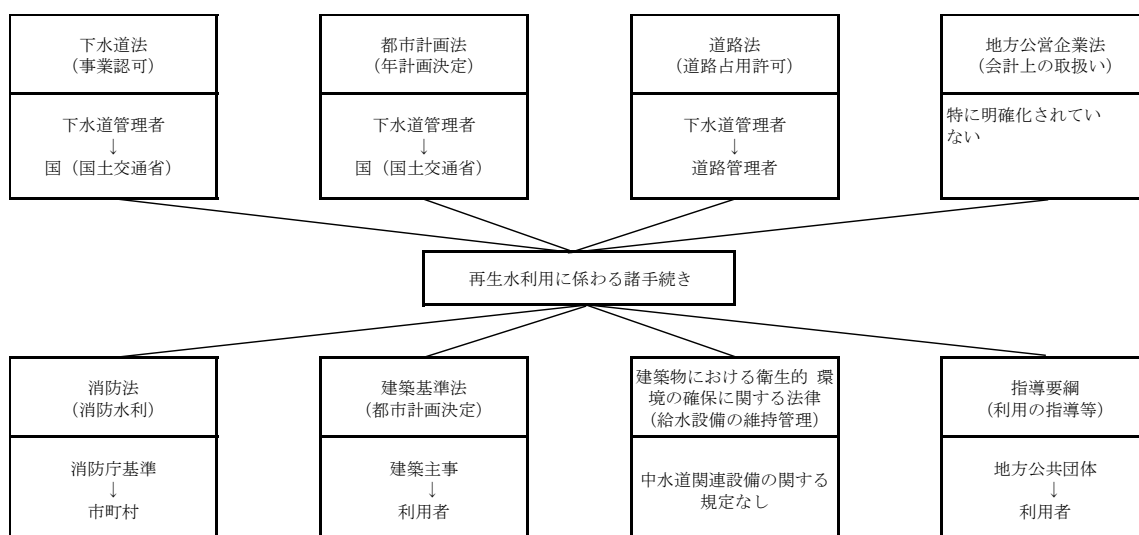 下水道法
(事業認可)
下水道管理者
↓
国（国土交通省）
都市計画法
(年計画決定)
下水道管理者
↓
国（国土交通省）
道路法
(道路占用許可)
下水道管理者
↓
道路管理者
地方公営企業法
(会計上の取扱い)
特に明確化されてい
ない
再生水利用に係わる諸手続き
消防法
(消防水利)
消防庁基準
↓
市町村
建築基準法
(都市計画決定)
建築主事
↓
利用者
建築物における衛生的 環
境の確保に関する法律
(給水設備の維持管理)
中水道関連設備の関する
規定なし
指導要綱
(利用の指導等)
地方公共団体
↓
利用者